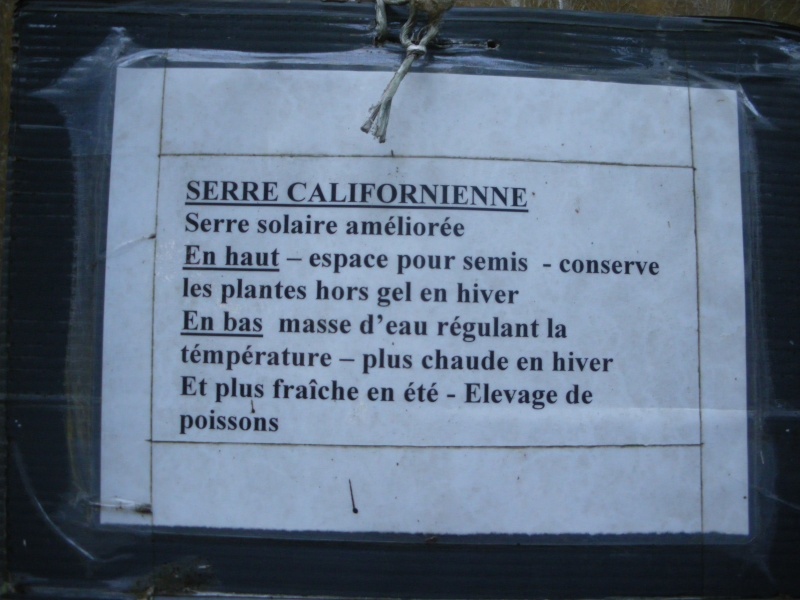 SERRE CALIFORNIENNE
Serre solaire améliorée
En haut – espace pour semis - conserve
les plantes hors gel en hiver
En bas masse d'eau régulant la
témpérature – plus chaude en hiver
Et plus fraîche en été - Elevage de
poissons